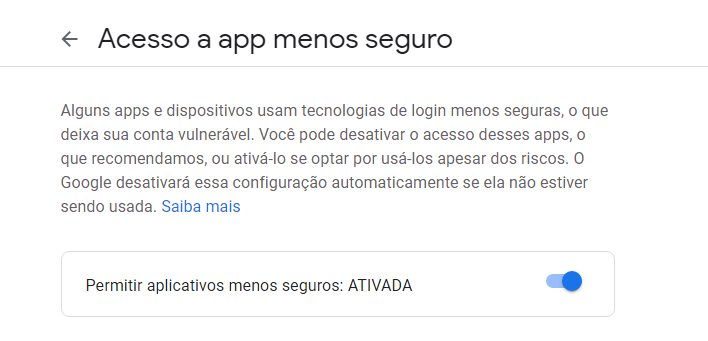 Acesso a app menos seguro
Alguns apps e dispositivos usam tecnologias de login menos seguras, o que
deixa sua conta vulnerável. Você pode desativar o acesso desses apps, o
que recomendamos, ou ativá-lo se optar por usá-los apesar dos riscos. O
Google desativará essa configuração automaticamente se ela não estiver
sendo usada. Saiba mais
Permitir aplicativos menos seguros: ATIVADA